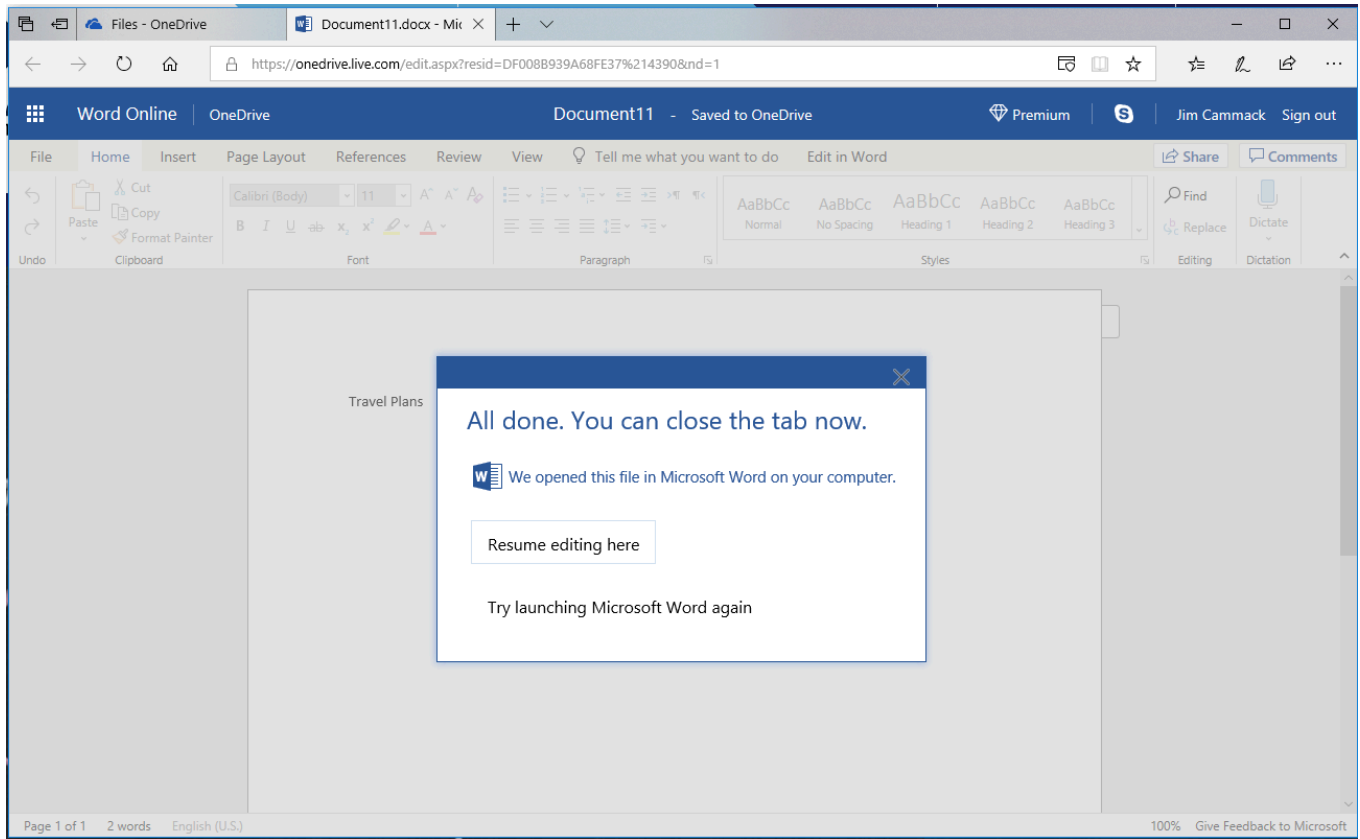 Files - OneDrive
Document11.docx - Mic
https://onedrive.live.com/edit.aspx?resid=DF008B939A68FE37%214390&nd=1
Word Online
OneDrive
Document11 - Saved to OneDrive
Premium
Jim Cammack
Sign out
File
Home
Insert
Page Layout
References
Review
View
Tell me what you want to do
Edit in Word
Share
Comments
Paste
Cut
Copy
Format Painter
Calibri (Body)
11
AaBbCc
Normal
AaBbCc
No Spacing
AaBbCc
Heading 1
AaBbCc
Heading 2
AaBbCc
Heading 3
Find
Replace
Dictate
Undo
Clipboard
Font
Paragraph
Styles
Editing
Dictation
Travel Plans
All done. You can close the tab now.
We opened this file in Microsoft Word on your computer.
Resume editing here
Try launching Microsoft Word again
Page 1 of 1
2 words
English (U.S.)
100%
Give Feedback to Microsoft